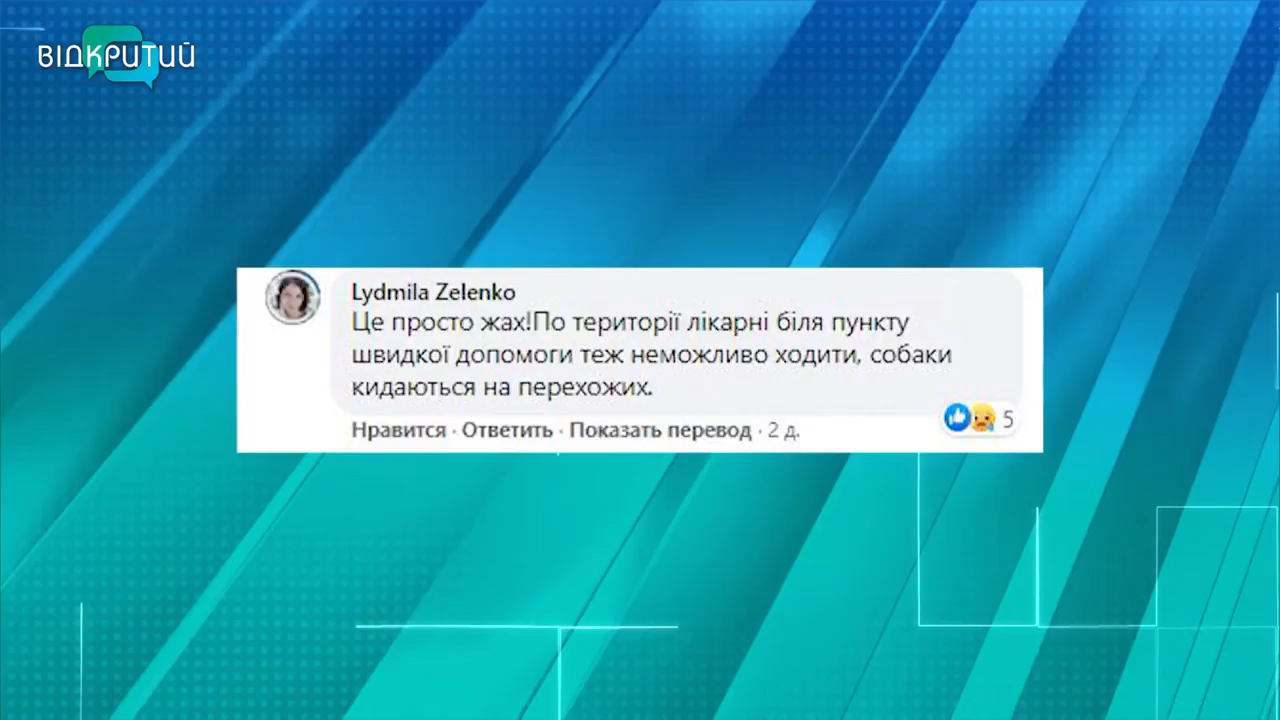 ВІДКРИТИЙ
Lydmila Zelenko
Це просто жах!По території лікарні біля пункту
швидкої допомоги теж неможливо ходити, собаки
кидаються на перехожих.
Нравится · Ответить · Показать перевод · 2 д.
5